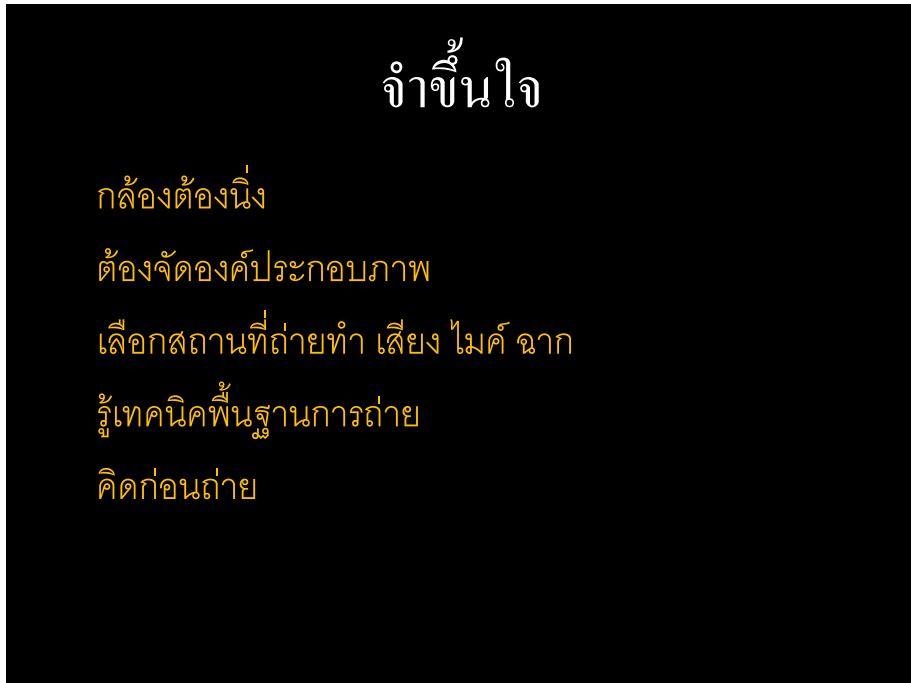 จำขึ้นใจ
กล้องต้องนิ่ง
ต้องจัดองค์ประกอบภาพ
เลือกสถานที่ถ่ายทำ เสียง ไมค์ ฉาก
รู้เทคนิคพื้นฐานการถ่าย
คิดก่อนถ่าย